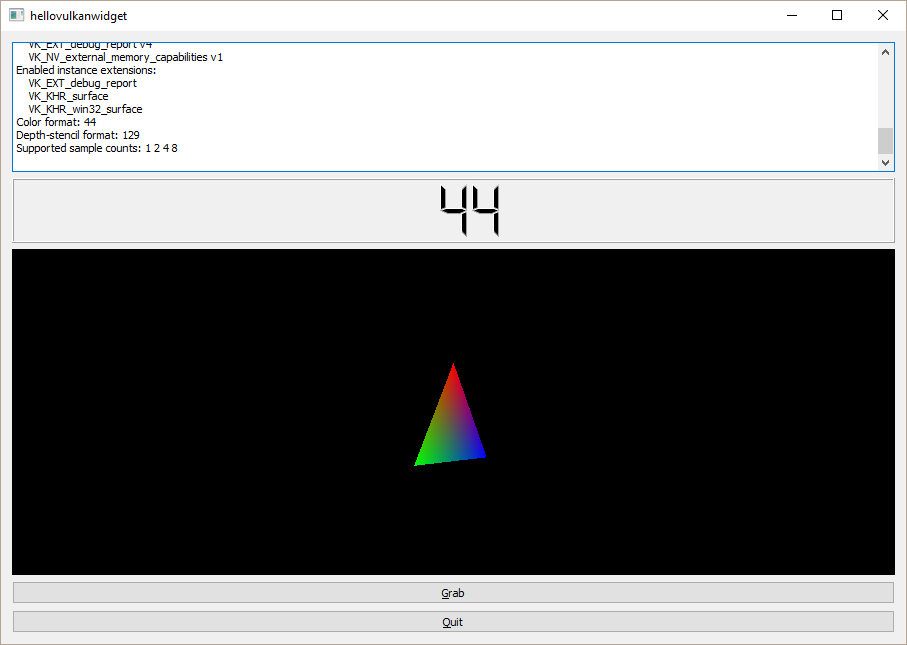 hellovulkanwidget
VK_EXT_debug_report v4
VK_NV_external_memory_capabilities v1
Enabled instance extensions:
VK_EXT_debug_report
VK_KHR_surface
VK_KHR_win32_surface
Color format: 44
Depth-stencil format: 129
Supported sample counts: 1 2 4 8
44
Grab
Quit